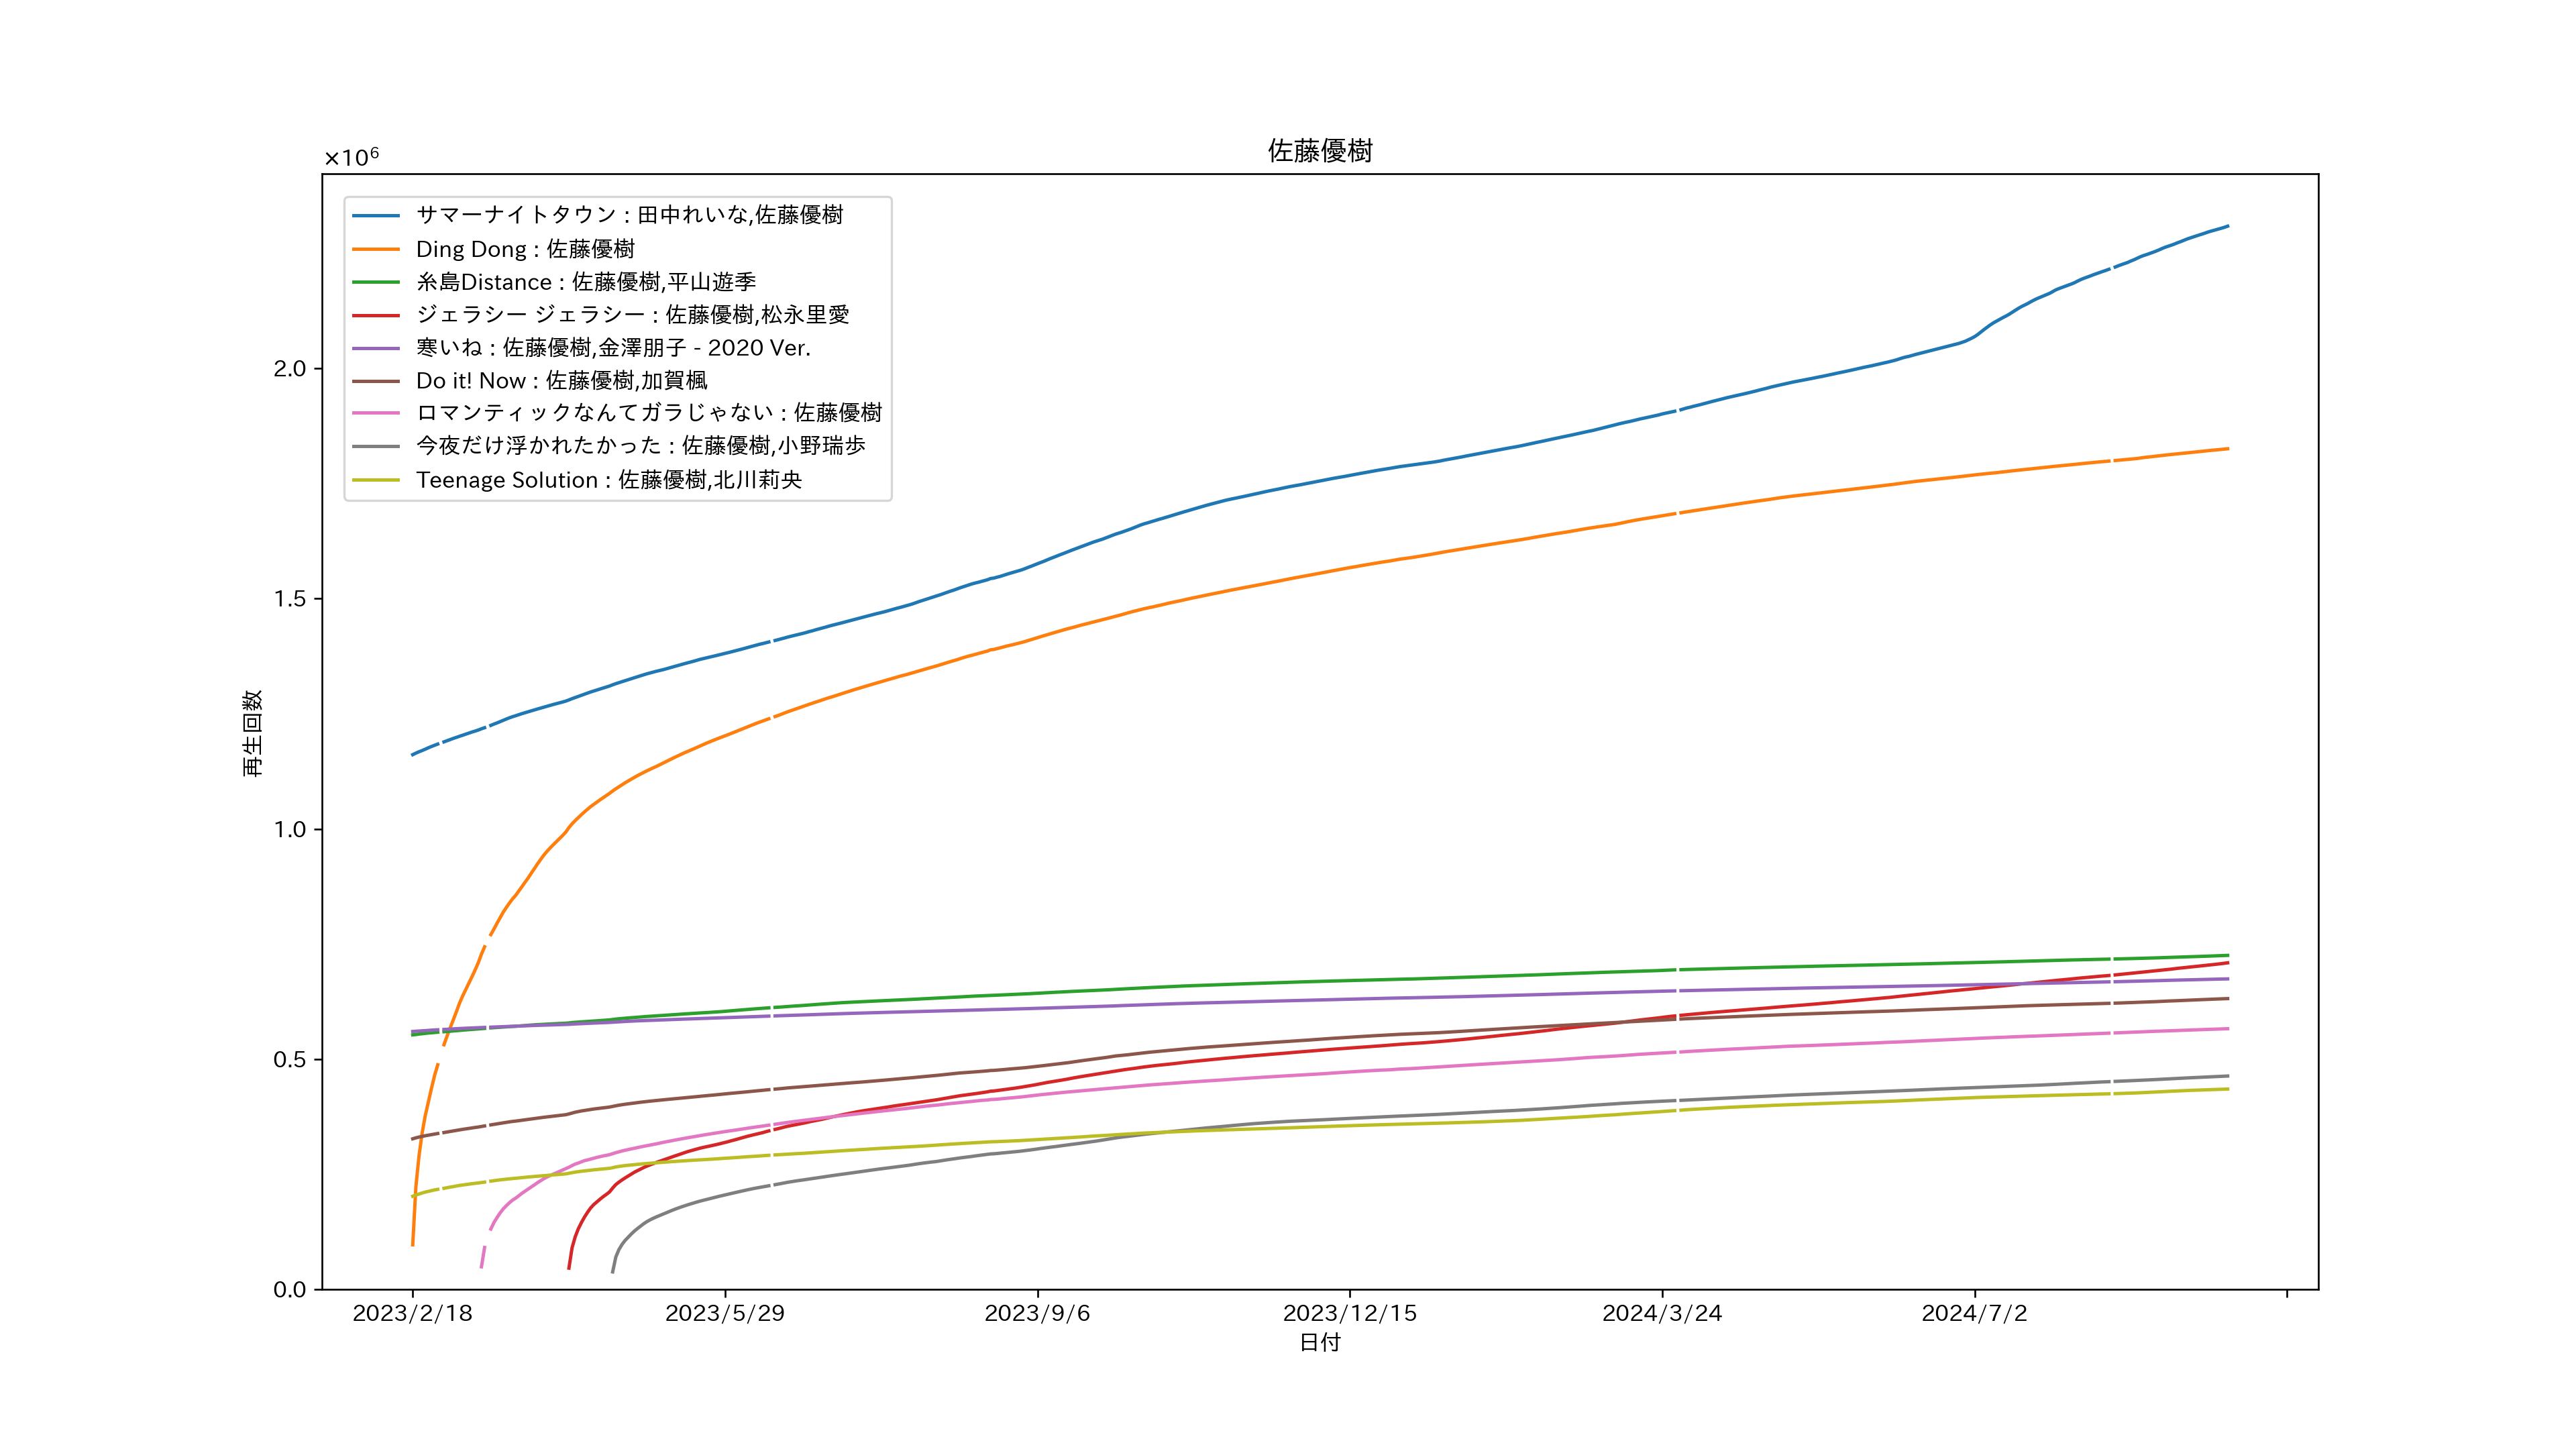 佐藤優樹
×10⁶
サマーナイトタウン : 田中れいな,佐藤優樹
Ding Dong : 佐藤優樹
糸島Distance : 佐藤優樹,平山遊季
ジェラシー ジェラシー : 佐藤優樹,松永里愛
寒いね : 佐藤優樹,金澤朋子 - 2020 Ver.
Do it! Now : 佐藤優樹,加賀楓
ロマンティックなんてガラじゃない : 佐藤優樹
今夜だけ浮かれたかった : 佐藤優樹,小野瑞歩
Teenage Solution : 佐藤優樹,北川莉央
2.0
1.5
1.0
0.5
0.0
再生回数
2023/2/18
2023/5/29
2023/9/6
2023/12/15
2024/3/24
2024/7/2
日付